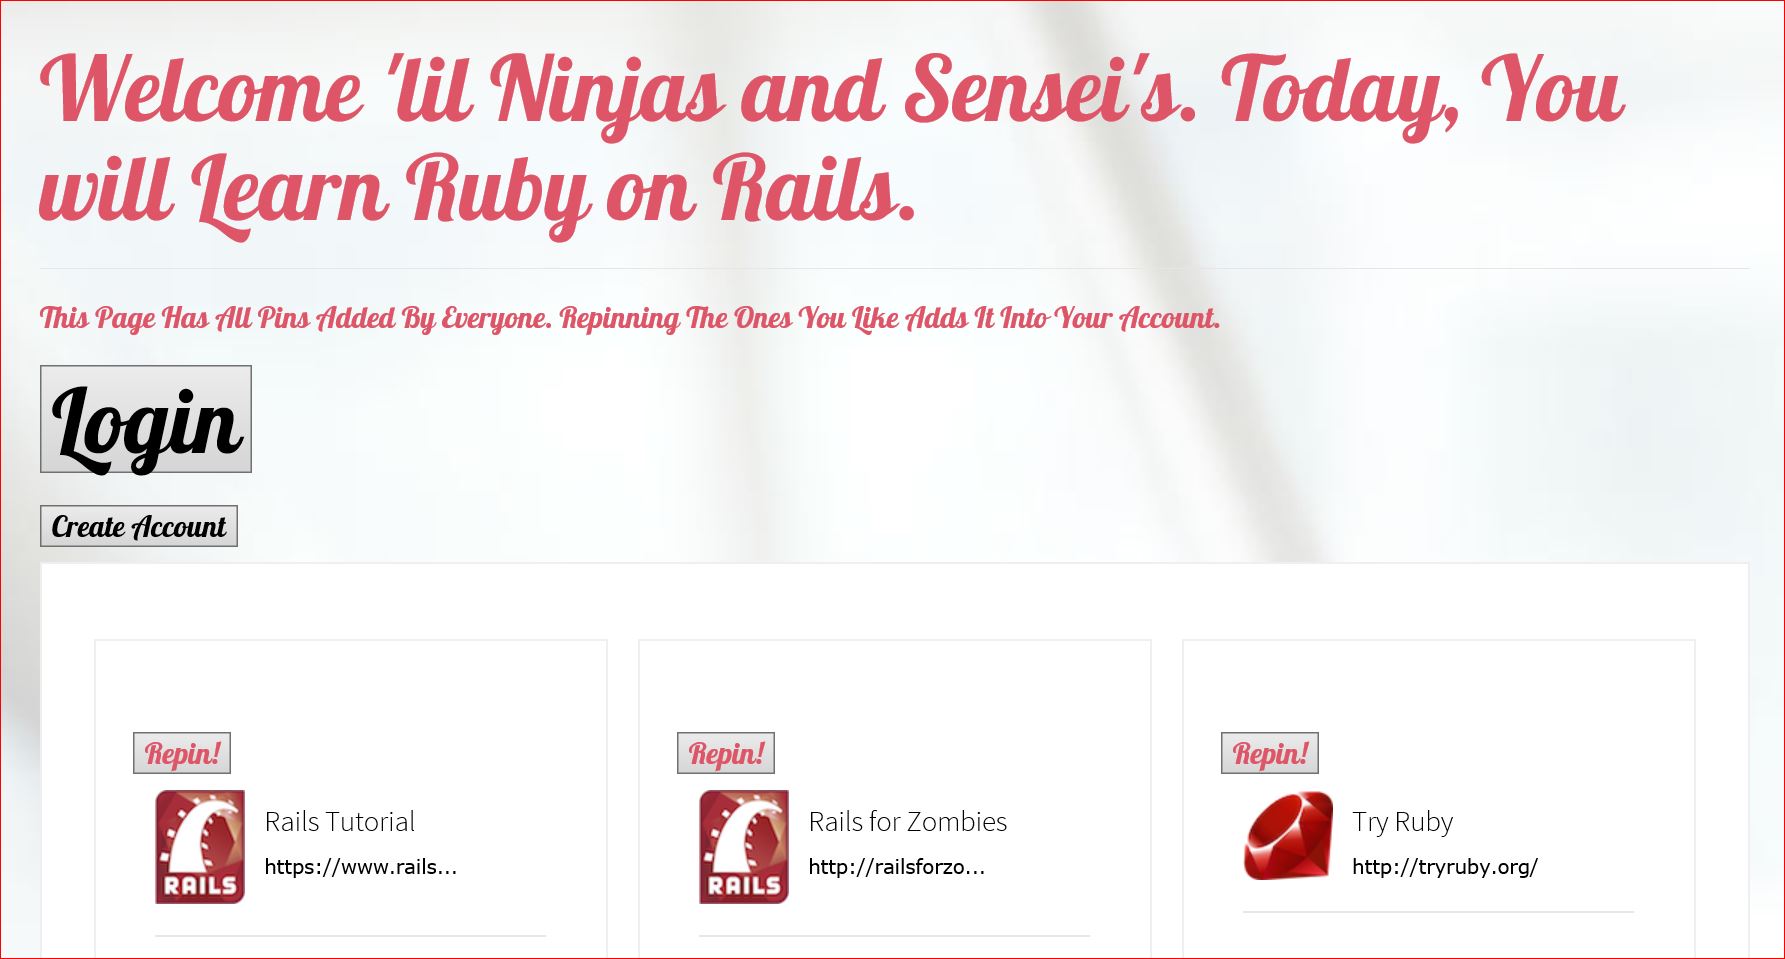 Welcome 'lil Ninjas and Sensei's. Today, You
will Learn Ruby on Rails.
This Page Has All Pins Added By Everyone. Repinning The Ones You Like Adds It Into Your Account.
Login
Create Account
Repin!
RAILS
Rails Tutorial
https://www.rails...
Repin!
RAILS
Rails for Zombies
http://railsforzo...
Repin!
Try Ruby
http://tryruby.org/